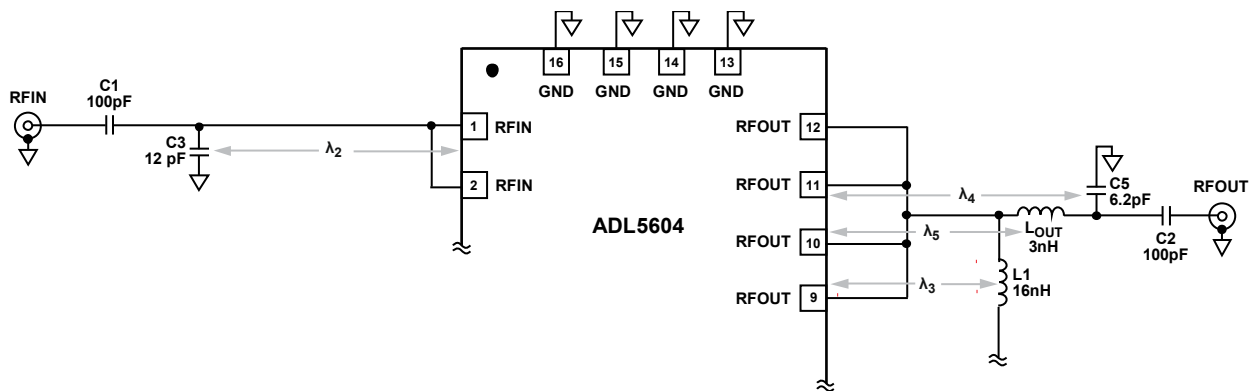 16
15
14
13
GND
GND
GND
GND
RFIN
C1
100pF
C3
12 pF
λ2
1
RFIN
2
RFIN
ADL5604
RFOUT
12
RFOUT
11
RFOUT
10
RFOUT
9
λ4
λ5
λ3
LOUT
3nH
L1
16nH
C5
6.2pF
C2
100pF
RFOUT